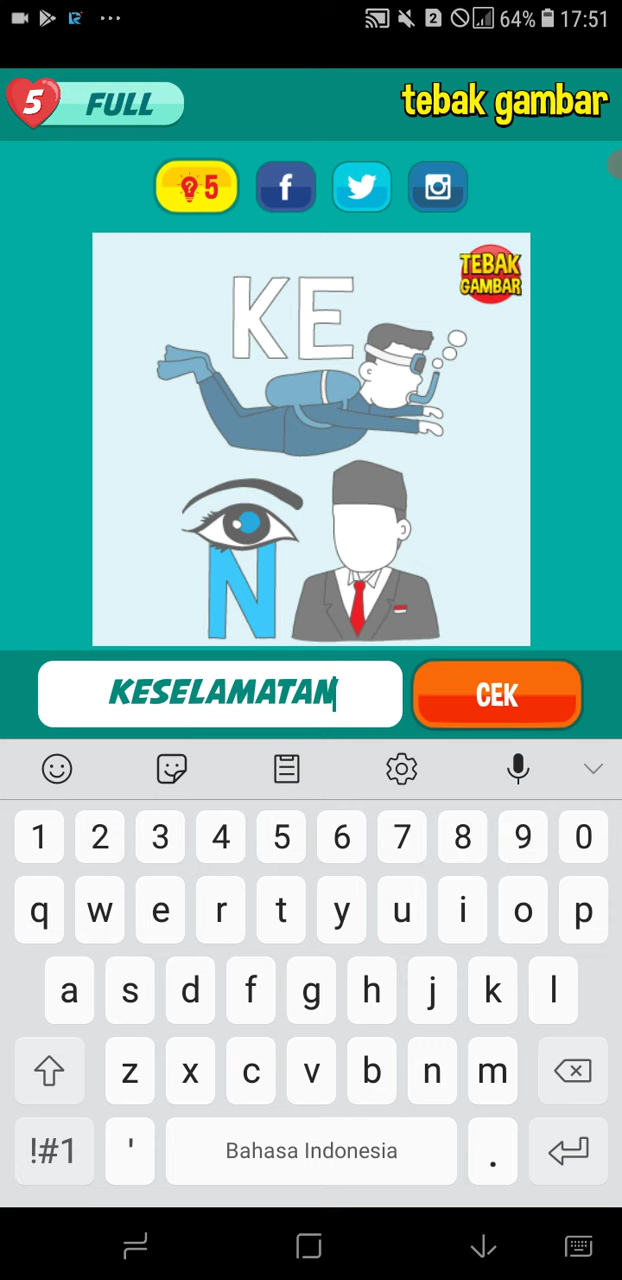 2 64% 17:51
5 FULL tebak gambar
5 f
TEBAK
GAMBAR
KE
N
KESELAMATAN CEK
1 2 3 4 5 6 7 8 9 0
q w e r t y u i o p
a s d f g h j k l
z x c v b n m
!#1 ' Bahasa Indonesia .